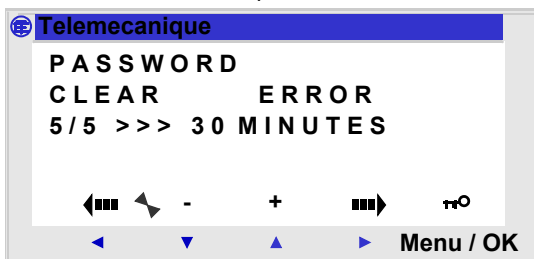 Telemecanique
PASSWORD
CLEAR ERROR
5/5 >>> 30 MINUTES
- +
Menu / OK